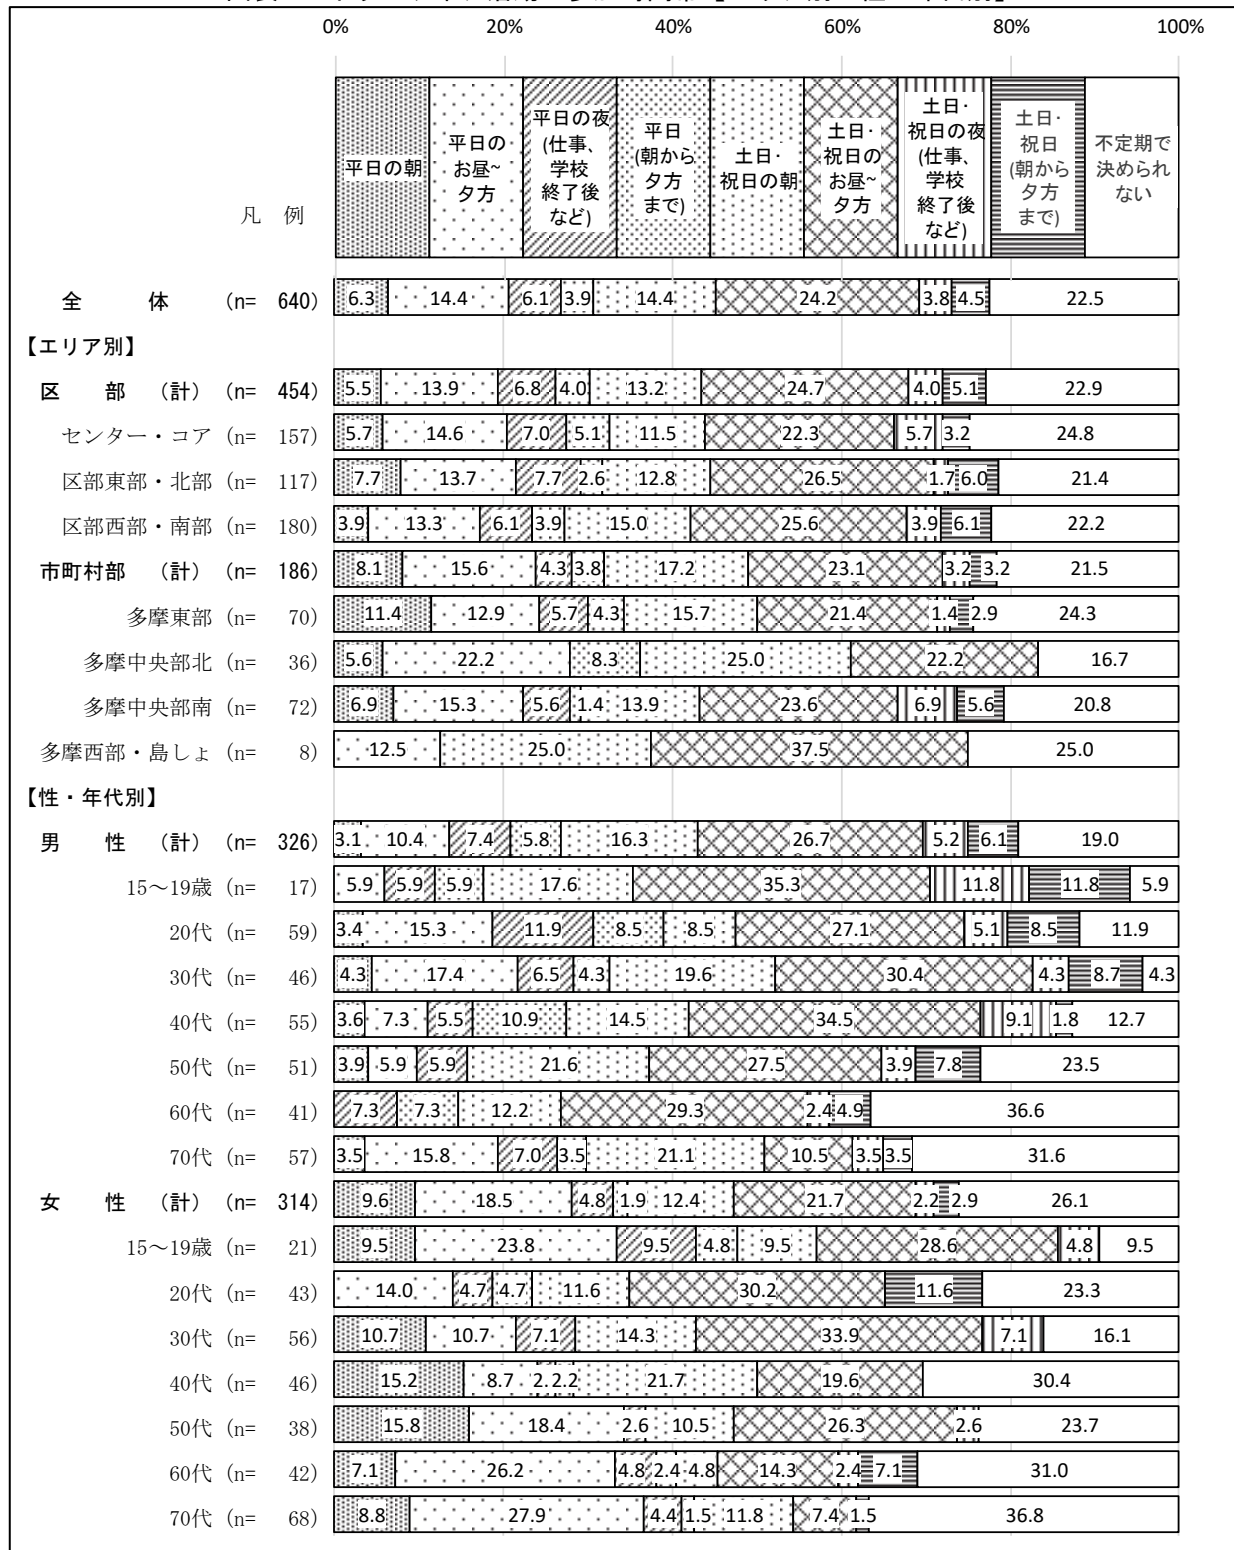 0% 20% 40% 60% 80% 100%
凡 例
平日の朝
平日の
お昼~
夕方
平日の夜
(仕事、
学校
終了後
など)
平日
(朝から
夕方
まで)
土日・
祝日の朝
土日・
祝日の
お昼~
夕方
土日・
祝日の夜
(仕事、
学校
終了後
など)
土日・
祝日
(朝から
夕方
まで)
不定期で
決められ
ない
全 体 (n= 640) 6.3 14.4 6.1 3.9 14.4 24.2 3.8 4.5 22.5
【エリア別】
区 部 (計) (n= 454) 5.5 13.9 6.8 4.0 13.2 24.7 4.0 5.1 22.9
センター・コア (n= 157) 5.7 14.6 7.0 5.1 11.5 22.3 5.7 3.2 24.8
区部東部・北部 (n= 117) 7.7 13.7 7.7 2.6 12.8 26.5 1.7 6.0 21.4
区部西部・南部 (n= 180) 3.9 13.3 6.1 3.9 15.0 25.6 3.9 6.1 22.2
市町村部 (計) (n= 186) 8.1 15.6 4.3 3.8 17.2 23.1 3.2 3.2 21.5
多摩東部 (n= 70) 11.4 12.9 5.7 4.3 15.7 21.4 1.4 2.9 24.3
多摩中央部北 (n= 36) 5.6 22.2 8.3 25.0 22.2 16.7
多摩中央部南 (n= 72) 6.9 15.3 5.6 1.4 13.9 23.6 6.9 5.6 20.8
多摩西部・島しょ (n= 8) 12.5 25.0 37.5 25.0
【性・年代別】
男 性 (計) (n= 326) 3.1 10.4 7.4 5.8 16.3 26.7 5.2 6.1 19.0
15～19歳 (n= 17) 5.9 5.9 5.9 17.6 35.3 11.8 11.8 5.9
20代 (n= 59) 3.4 15.3 11.9 8.5 8.5 27.1 5.1 8.5 11.9
30代 (n= 46) 4.3 17.4 6.5 4.3 19.6 30.4 4.3 8.7 4.3
40代 (n= 55) 3.6 7.3 5.5 10.9 14.5 34.5 9.1 1.8 12.7
50代 (n= 51) 3.9 5.9 5.9 21.6 27.5 3.9 7.8 23.5
60代 (n= 41) 7.3 7.3 12.2 29.3 2.4 4.9 36.6
70代 (n= 57) 3.5 15.8 7.0 3.5 21.1 10.5 3.5 3.5 31.6
女 性 (計) (n= 314) 9.6 18.5 4.8 1.9 12.4 21.7 2.2 2.9 26.1
15～19歳 (n= 21) 9.5 23.8 9.5 4.8 9.5 28.6 4.8 9.5
20代 (n= 43) 14.0 4.7 4.7 11.6 30.2 11.6 23.3
30代 (n= 56) 10.7 10.7 7.1 14.3 33.9 7.1 16.1
40代 (n= 46) 15.2 8.7 2.2 2.2 21.7 19.6 30.4
50代 (n= 38) 15.8 18.4 2.6 10.5 26.3 2.6 23.7
60代 (n= 42) 7.1 26.2 4.8 2.4 4.8 14.3 2.4 7.1 31.0
70代 (n= 68) 8.8 27.9 4.4 1.5 11.8 7.4 1.5 36.8